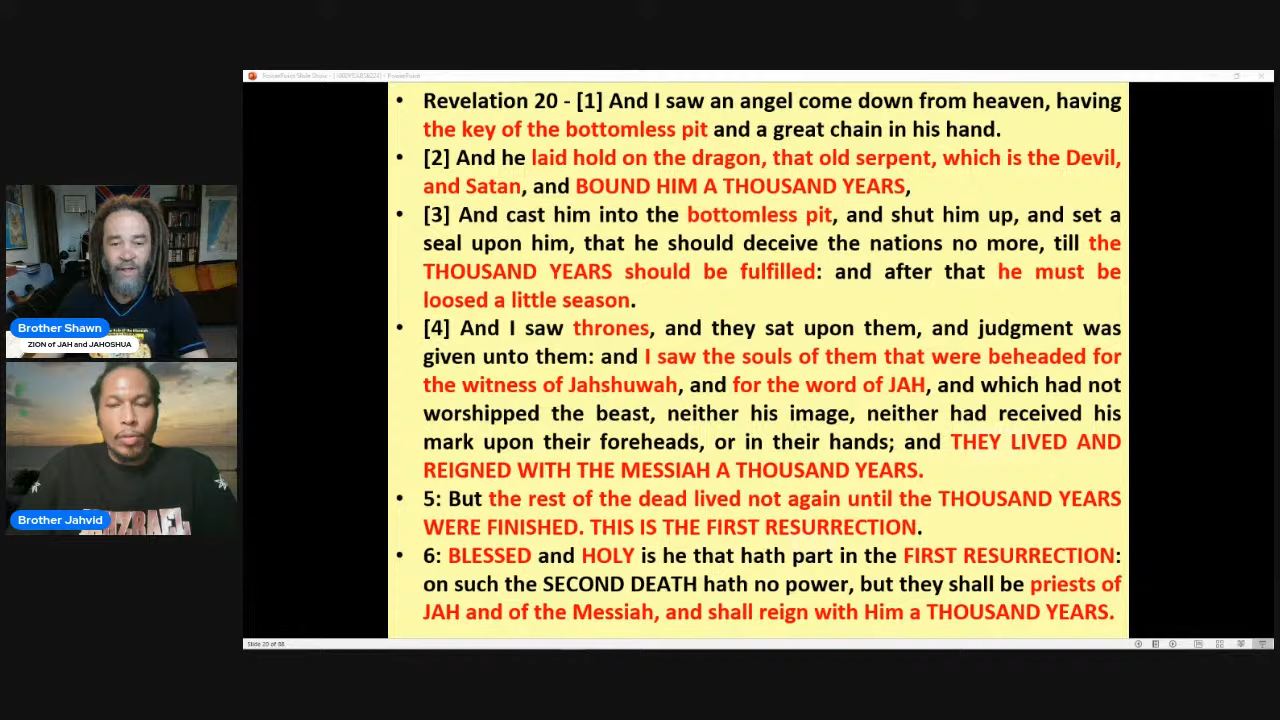 PowerPoint Slide Show - [1000YEARS6224] - PowerPoint
• Revelation 20 - [1] And I saw an angel come down from heaven, having
the key of the bottomless pit and a great chain in his hand.
• [2] And he laid hold on the dragon, that old serpent, which is the Devil,
and Satan, and BOUND HIM A THOUSAND YEARS,
• [3] And cast him into the bottomless pit, and shut him up, and set a
seal upon him, that he should deceive the nations no more, till the
THOUSAND YEARS should be fulfilled: and after that he must be
loosed a little season.
• [4] And I saw thrones, and they sat upon them, and judgment was
given unto them: and I saw the souls of them that were beheaded for
the witness of Jahshuwah, and for the word of JAH, and which had not
worshipped the beast, neither his image, neither had received his
mark upon their foreheads, or in their hands; and THEY LIVED AND
REIGNED WITH THE MESSIAH A THOUSAND YEARS.
• 5: But the rest of the dead lived not again until the THOUSAND YEARS
WERE FINISHED. THIS IS THE FIRST RESURRECTION.
• 6: BLESSED and HOLY is he that hath part in the FIRST RESURRECTION:
on such the SECOND DEATH hath no power, but they shall be priests of
JAH and of the Messiah, and shall reign with Him a THOUSAND YEARS.
Brother Shawn
ZION of JAH and JAHOSHUA
Brother Jahvid
Slide 20 of 88